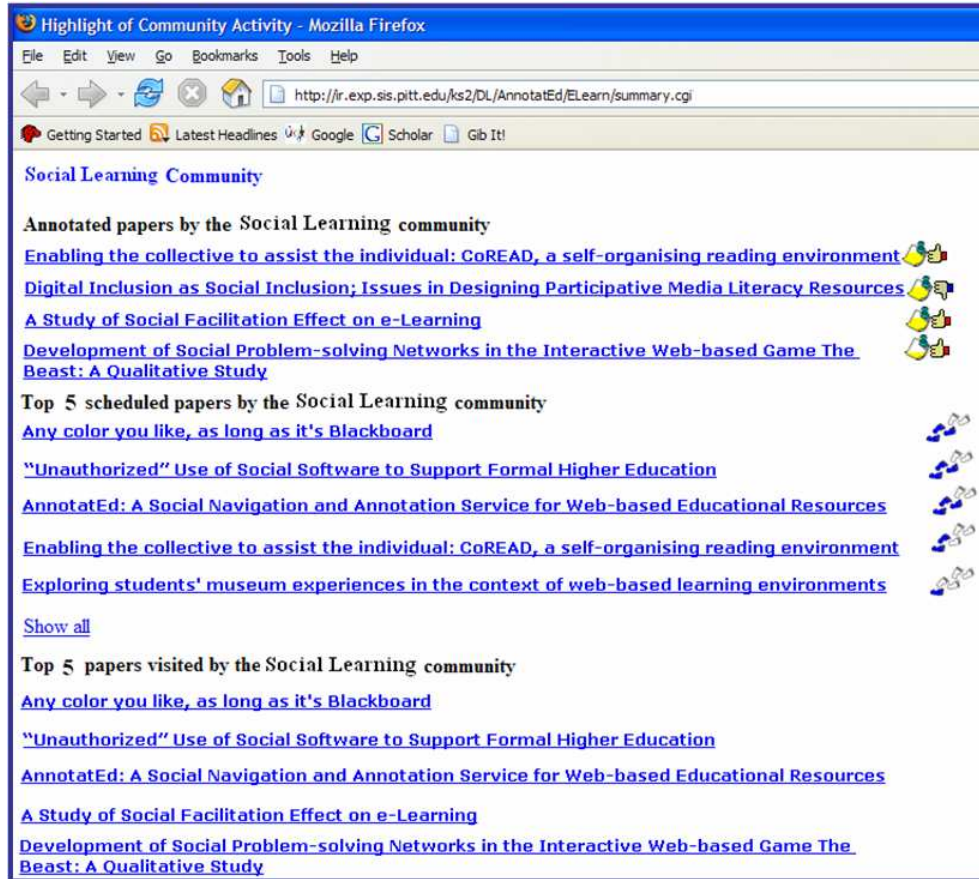 Highlight of Community Activity - Mozilla Firefox
File Edit View Go Bookmarks Tools Help
http://ir.exp.sis.pitt.edu/ks2/DL/AnnotatEd/ELearn/summary.cgi
Getting Started Latest Headlines Google G Scholar Gib It!
Social Learning Community
Annotated papers by the Social Learning community
Enabling the collective to assist the individual: CoREAD, a self-organising reading environment
Digital Inclusion as Social Inclusion; Issues in Designing Participative Media Literacy Resources
A Study of Social Facilitation Effect on e-Learning
Development of Social Problem-solving Networks in the Interactive Web-based Game The
Beast: A Qualitative Study
Top 5 scheduled papers by the Social Learning community
Any color you like, as long as it's Blackboard
“Unauthorized” Use of Social Software to Support Formal Higher Education
AnnotatEd: A Social Navigation and Annotation Service for Web-based Educational Resources
Enabling the collective to assist the individual: CoREAD, a self-organising reading environment
Exploring students' museum experiences in the context of web-based learning environments
Show all
Top 5 papers visited by the Social Learning community
Any color you like, as long as it's Blackboard
“Unauthorized” Use of Social Software to Support Formal Higher Education
AnnotatEd: A Social Navigation and Annotation Service for Web-based Educational Resources
A Study of Social Facilitation Effect on e-Learning
Development of Social Problem-solving Networks in the Interactive Web-based Game The
Beast: A Qualitative Study